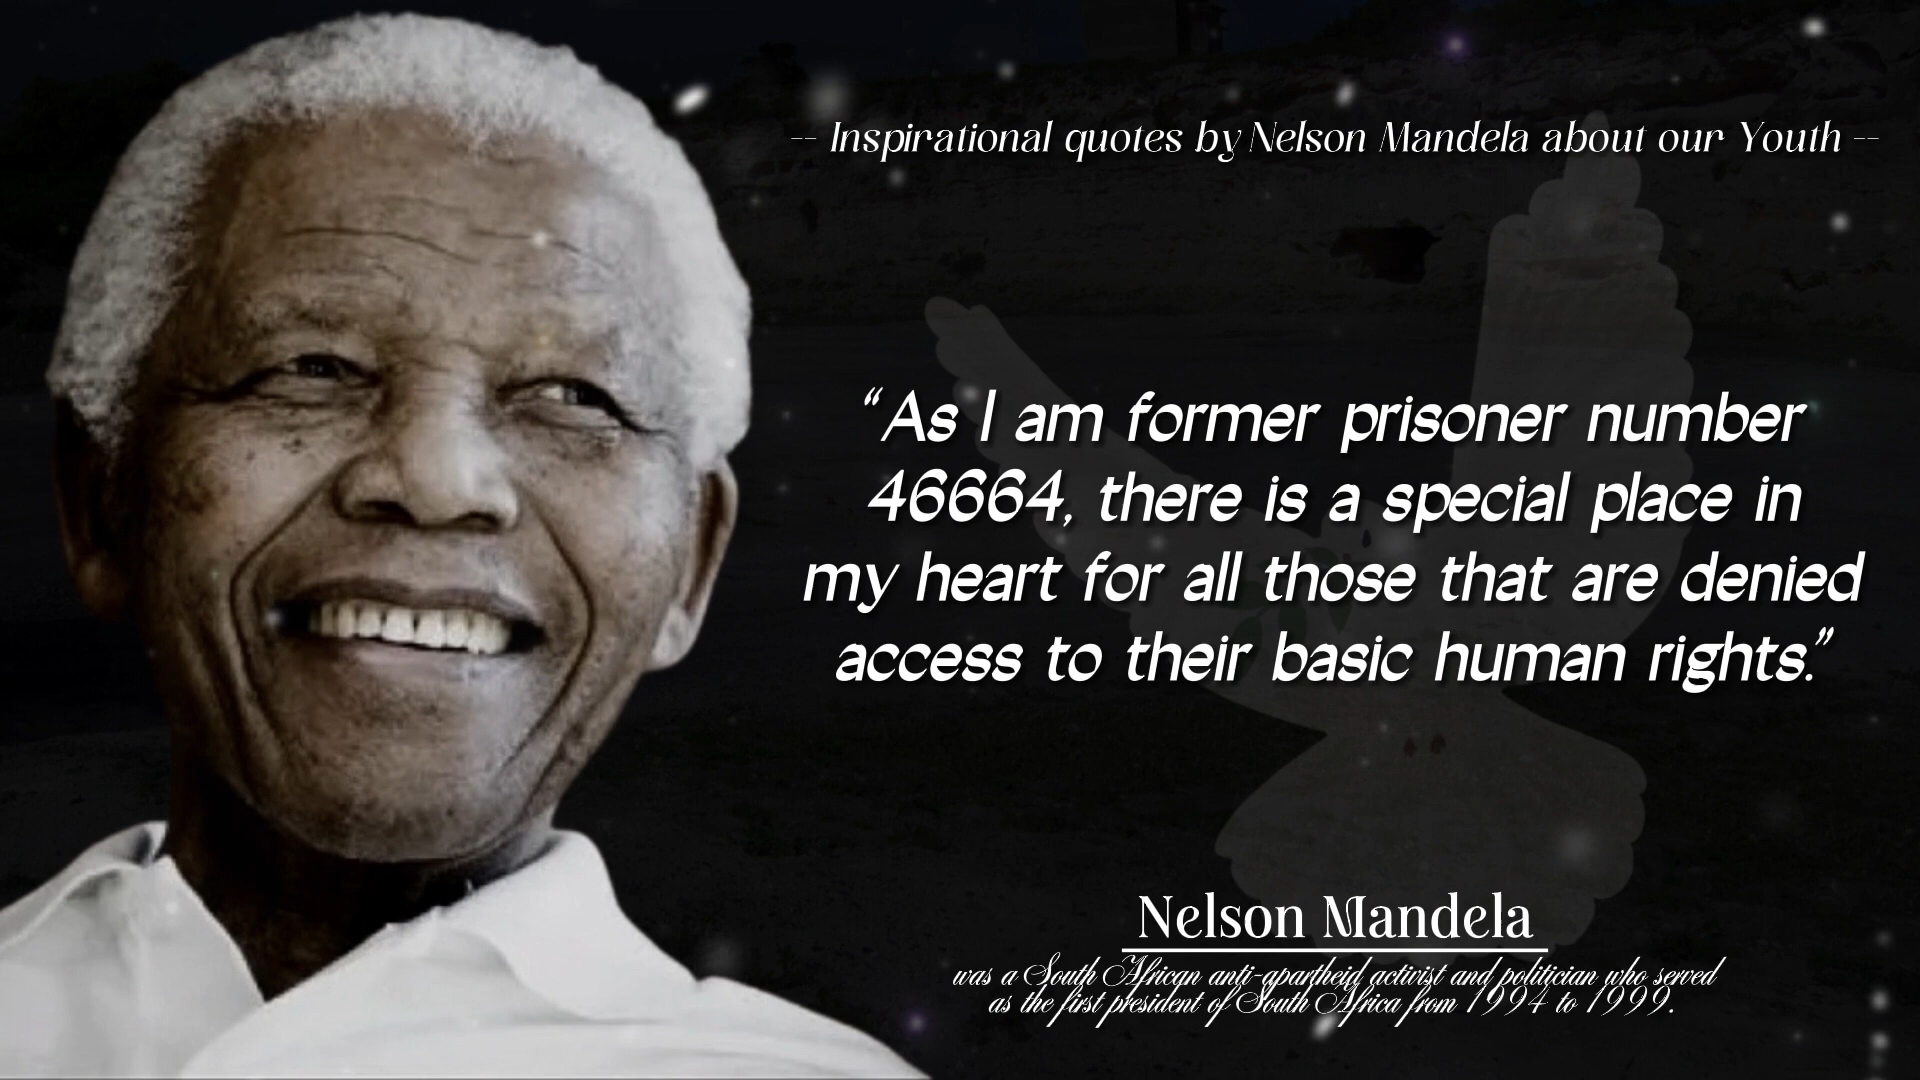 -- Inspirational quotes by Nelson Mandela about our Youth --
“As I am former prisoner number
46664, there is a special place in
my heart for all those that are denied
access to their basic human rights.”
Nelson Mandela
was a South African anti-apartheid activist and politician who served
as the first president of South Africa from 1994 to 1999.